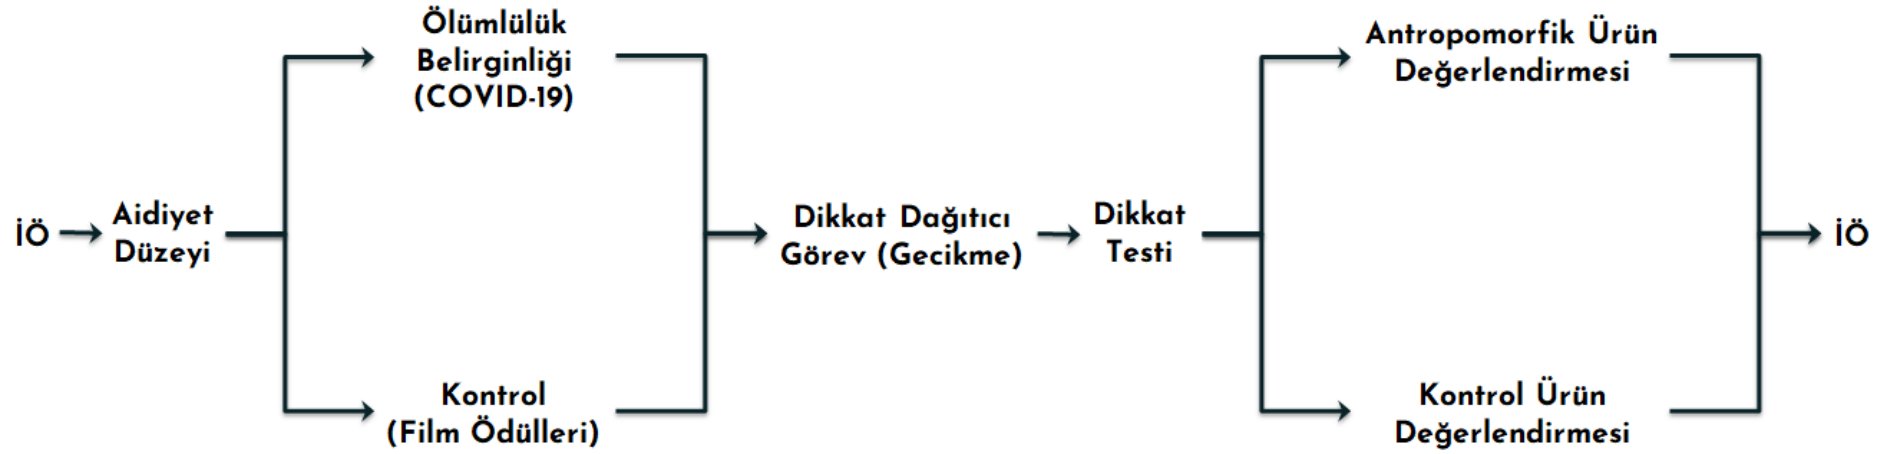 İÖ
Aidiyet
Düzeyi
Ölümlülük
Belirginliği
(COVID-19)
Kontrol
(Film Ödülleri)
Dikkat Dağıtıcı
Görev (Gecikme)
Dikkat
Testi
Antropomorfik Ürün
Değerlendirmesi
Kontrol Ürün
Değerlendirmesi
İÖ